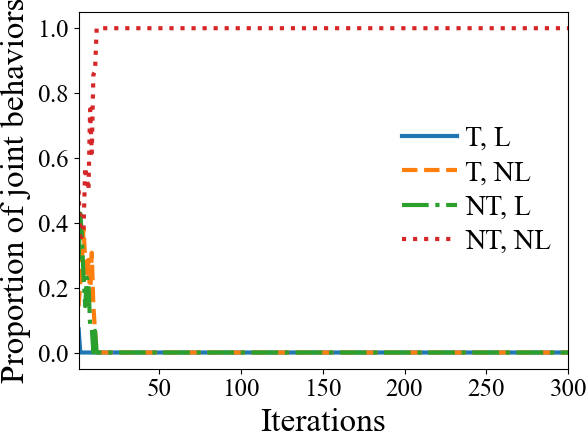 Proportion of joint behaviors
1.0
0.8
0.6
0.4
0.2
0.0
T, L
T, NL
NT, L
NT, NL
50 100 150 200 250 300
Iterations